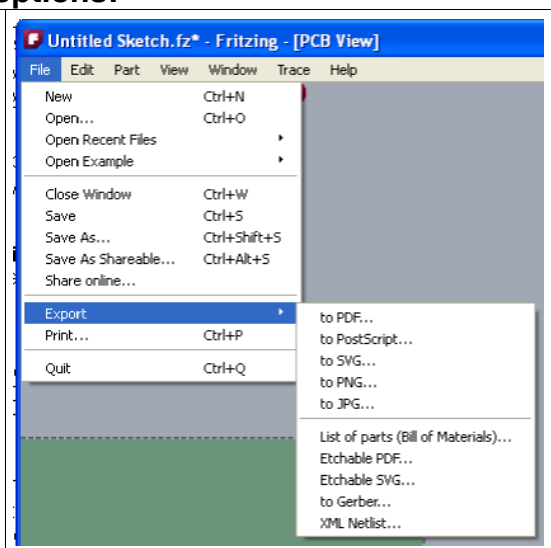 options:
Untitled Sketch.fz* - Fritzing - [PCB View]
File Edit Part View Window Trace Help
New Ctrl+N
Open... Ctrl+O
Open Recent Files
Open Example
Close Window Ctrl+W
Save Ctrl+S
Save As... Ctrl+Shift+S
Save As Shareable... Ctrl+Alt+S
Share online...
Export
Print... Ctrl+P
Quit Ctrl+Q
to PDF...
to PostScript...
to SVG...
to PNG...
to JPG...
List of parts (Bill of Materials)...
Etchable PDF...
Etchable SVG...
to Gerber...
XML Netlist...